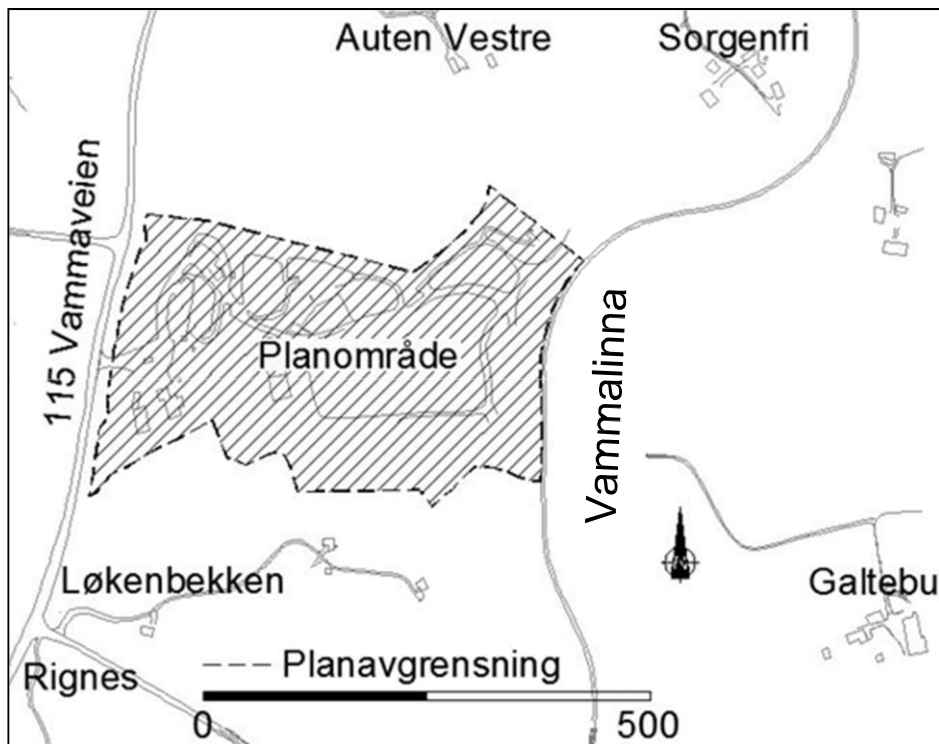 Auten Vestre
Sorgenfri
115 Vammaveien
Planområde
Vammalinna
Løkenbekken
Galtebu
Rignes
Planavgrensning
0
500